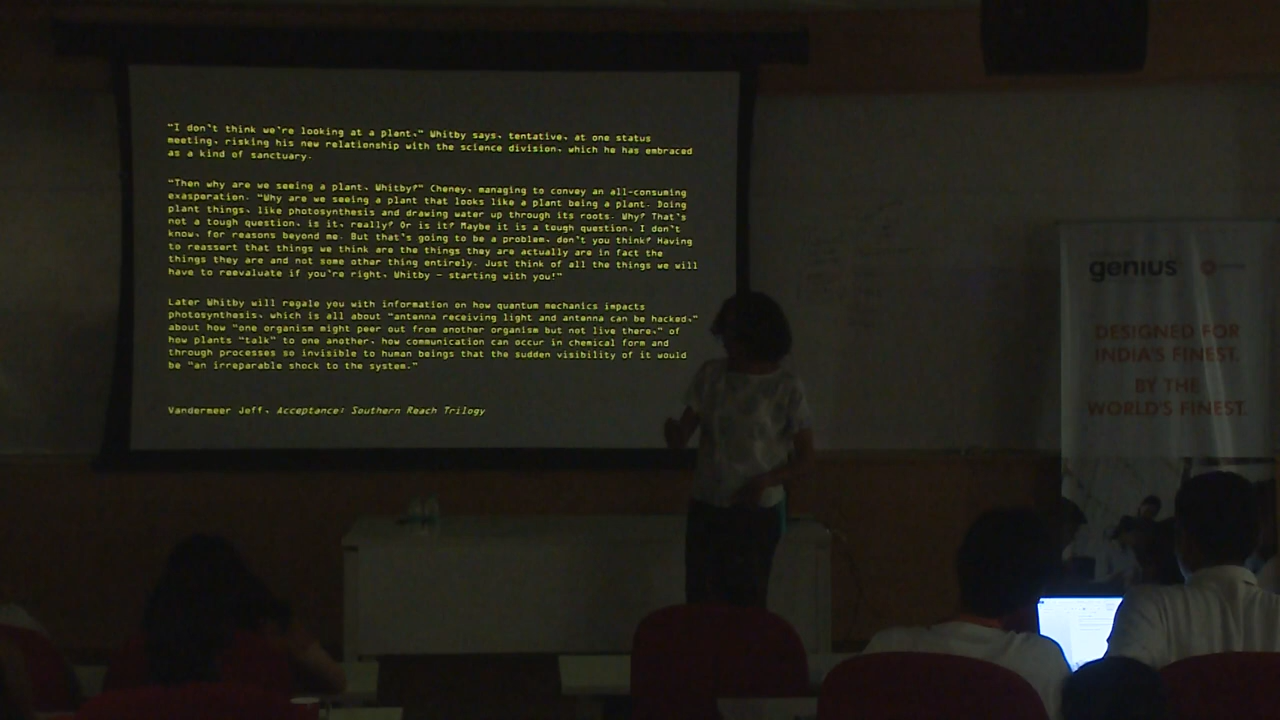 "I don't think we're looking at a plant," Whitby says, tentative, at one status
meeting, risking his new relationship with the science division, which he has embraced
as a kind of sanctuary.
"Then why are we seeing a plant, Whitby?" Cheney, managing to convey an all-consuming
exasperation. "Why are we seeing a plant that looks like a plant being a plant. Doing
plant things, like photosynthesis and drawing water up through its roots. Why? That's
not a tough question, is it, really? Or is it? Maybe it is a tough question, I don't
know, for reasons beyond me. But that's going to be a problem, don't you think? Having
to reassert that things we think are the things they are actually are in fact the
things they are and not some other thing entirely. Just think of all the things we will
have to reevaluate if you're right, Whitby — starting with you!"
Later Whitby will regale you with information on how quantum mechanics impacts
photosynthesis, which is all about "antenna receiving light and antenna can be hacked,"
about how "one organism might peer out from another organism but not live there," of
how plants "talk" to one another, how communication can occur in chemical form and
through processes so invisible to human beings that the sudden visibility of it would
be "an irreparable shock to the system."
Vandermeer Jeff, Acceptance: Southern Reach Trilogy
genius
DESIGNED FOR
INDIA'S FINEST,
BY THE
WORLD'S FINEST.